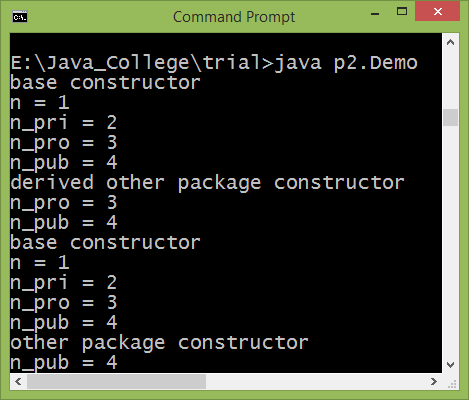 Command Prompt
E:\Java_College\trial>java p2.Demo
base constructor
n = 1
n_pri = 2
n_pro = 3
n_pub = 4
derived other package constructor
n_pro = 3
n_pub = 4
base constructor
n = 1
n_pri = 2
n_pro = 3
n_pub = 4
other package constructor
n_pub = 4